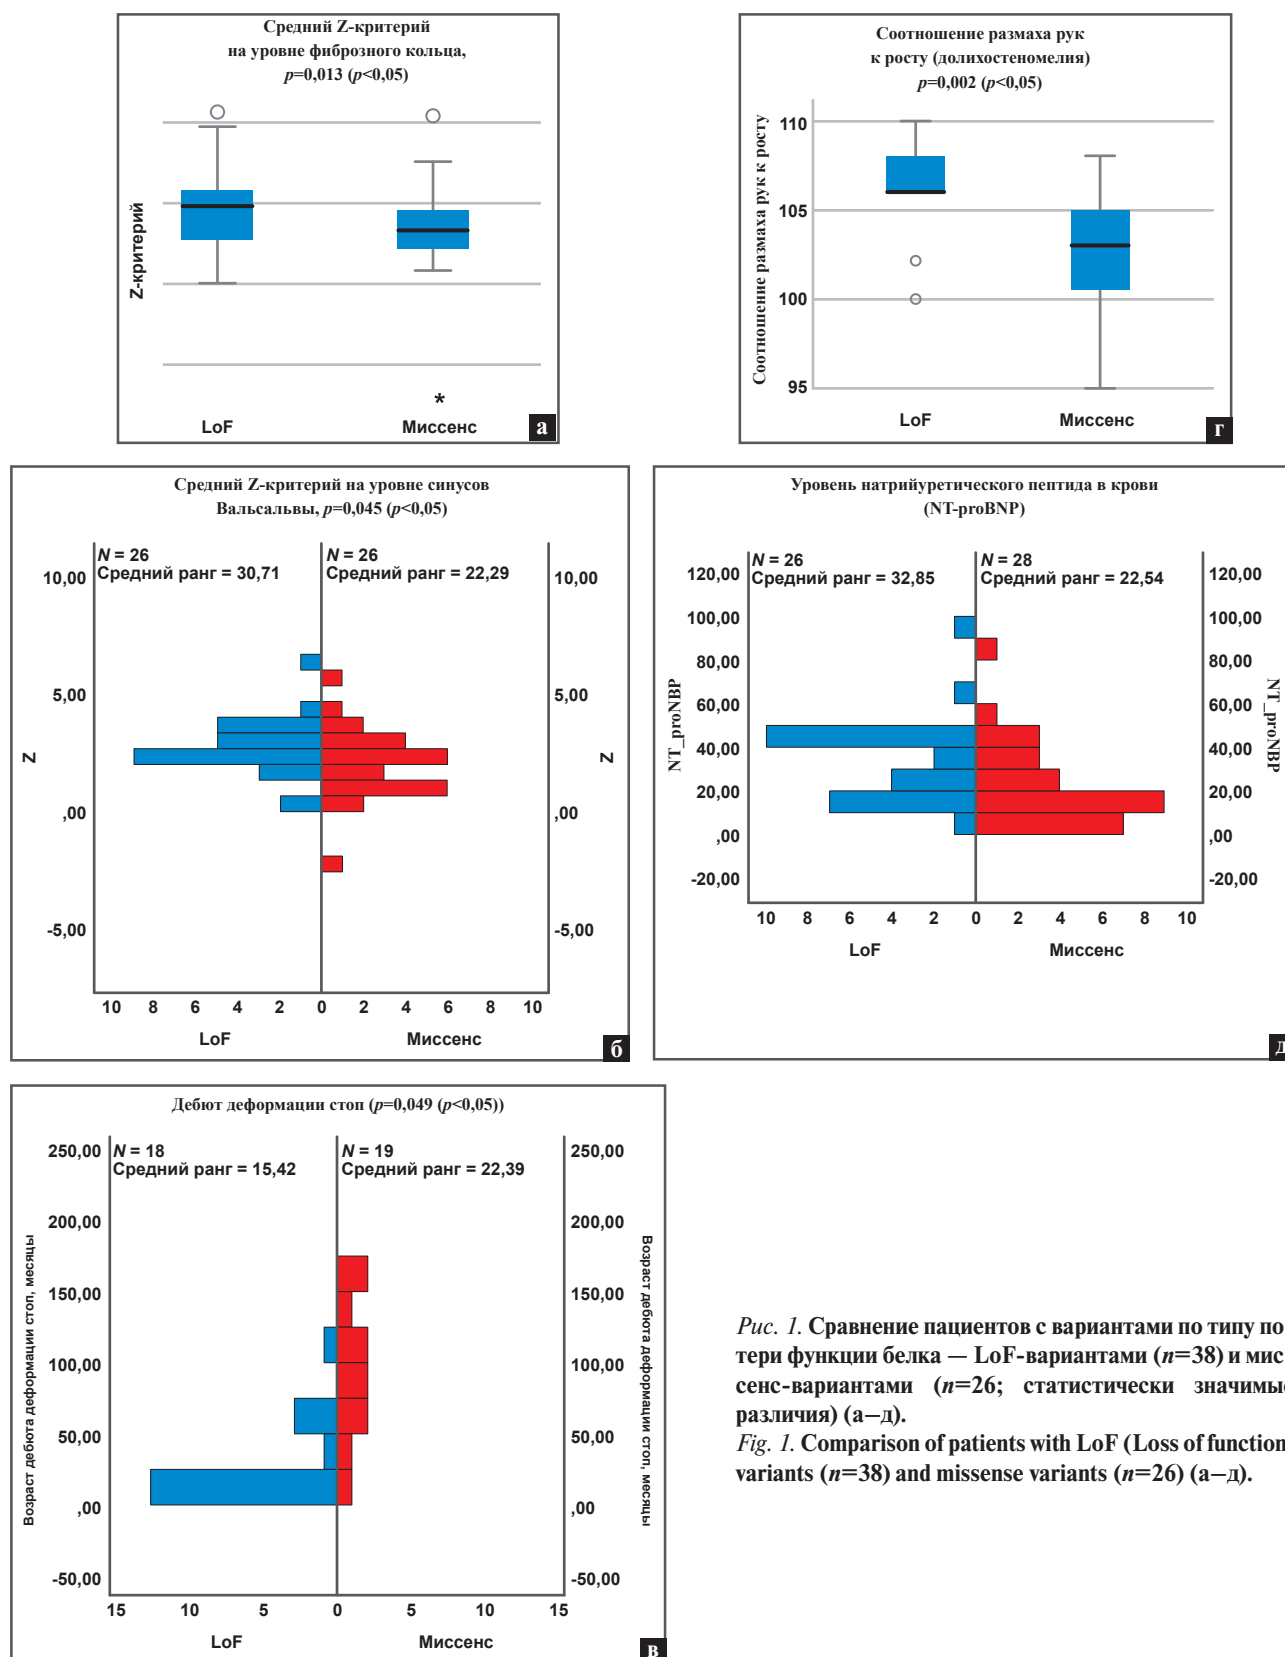 Средний Z-критерий
на уровне фиброзного кольца,
p=0,013 (p<0,05)
Z-критерий
*
LoF Миссенс
а
Соотношение размаха рук
к росту (долихостеномелия)
p=0,002 (p<0,05)
Соотношение размаха рук к росту
110
105
100
95
LoF Миссенс
г
Средний Z-критерий на уровне синусов
Вальсальвы, p=0,045 (p<0,05)
N = 26 N = 26
Средний ранг = 30,71 Средний ранг = 22,29
10,00 10,00
5,00 5,00
Z Z
,00 ,00
-5,00 -5,00
10 8 6 4 2 0 2 4 6 8 10
LoF Миссенс
б
Уровень натрийуретического пептида в крови
(NT-proBNP)
N = 26 N = 28
Средний ранг = 32,85 Средний ранг = 22,54
120,00 120,00
100,00 100,00
80,00 80,00
60,00 60,00
NT_proNBP NT_proNBP
40,00 40,00
20,00 20,00
,00 ,00
-20,00 -20,00
10 8 6 4 2 0 2 4 6 8 10
LoF Миссенс
д
Дебют деформации стоп (p=0,049 (p<0,05))
N = 18 N = 19
Средний ранг = 15,42 Средний ранг = 22,39
250,00 250,00
200,00 200,00
150,00 150,00
Возраст дебюта деформации стоп, месяцы Возраст дебюта деформации стоп, месяцы
100,00 100,00
50,00 50,00
,00 ,00
-50,00 -50,00
15 10 5 0 5 10 15
LoF Миссенс
в
Рис. 1. Сравнение пациентов с вариантами по типу по
тери функции белка — LoF-вариантами (n=38) и мис
сенс-вариантами (n=26; статистически значимые
различия) (а–д).
Fig. 1. Comparison of patients with LoF (Loss of function
variants (n=38) and missense variants (n=26) (а–д).